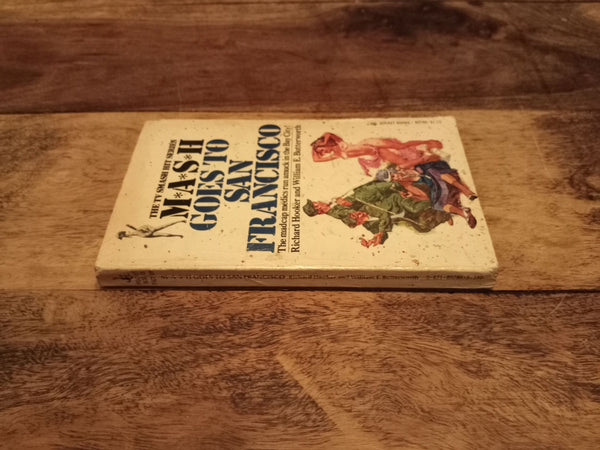 THE TV SMASH HIT SERIES
M*A*S*H
GOES TO
SAN
FRANCISCO
The madcap medics run amuck in the Bay City!
Richard Hooker and William E. Butterworth